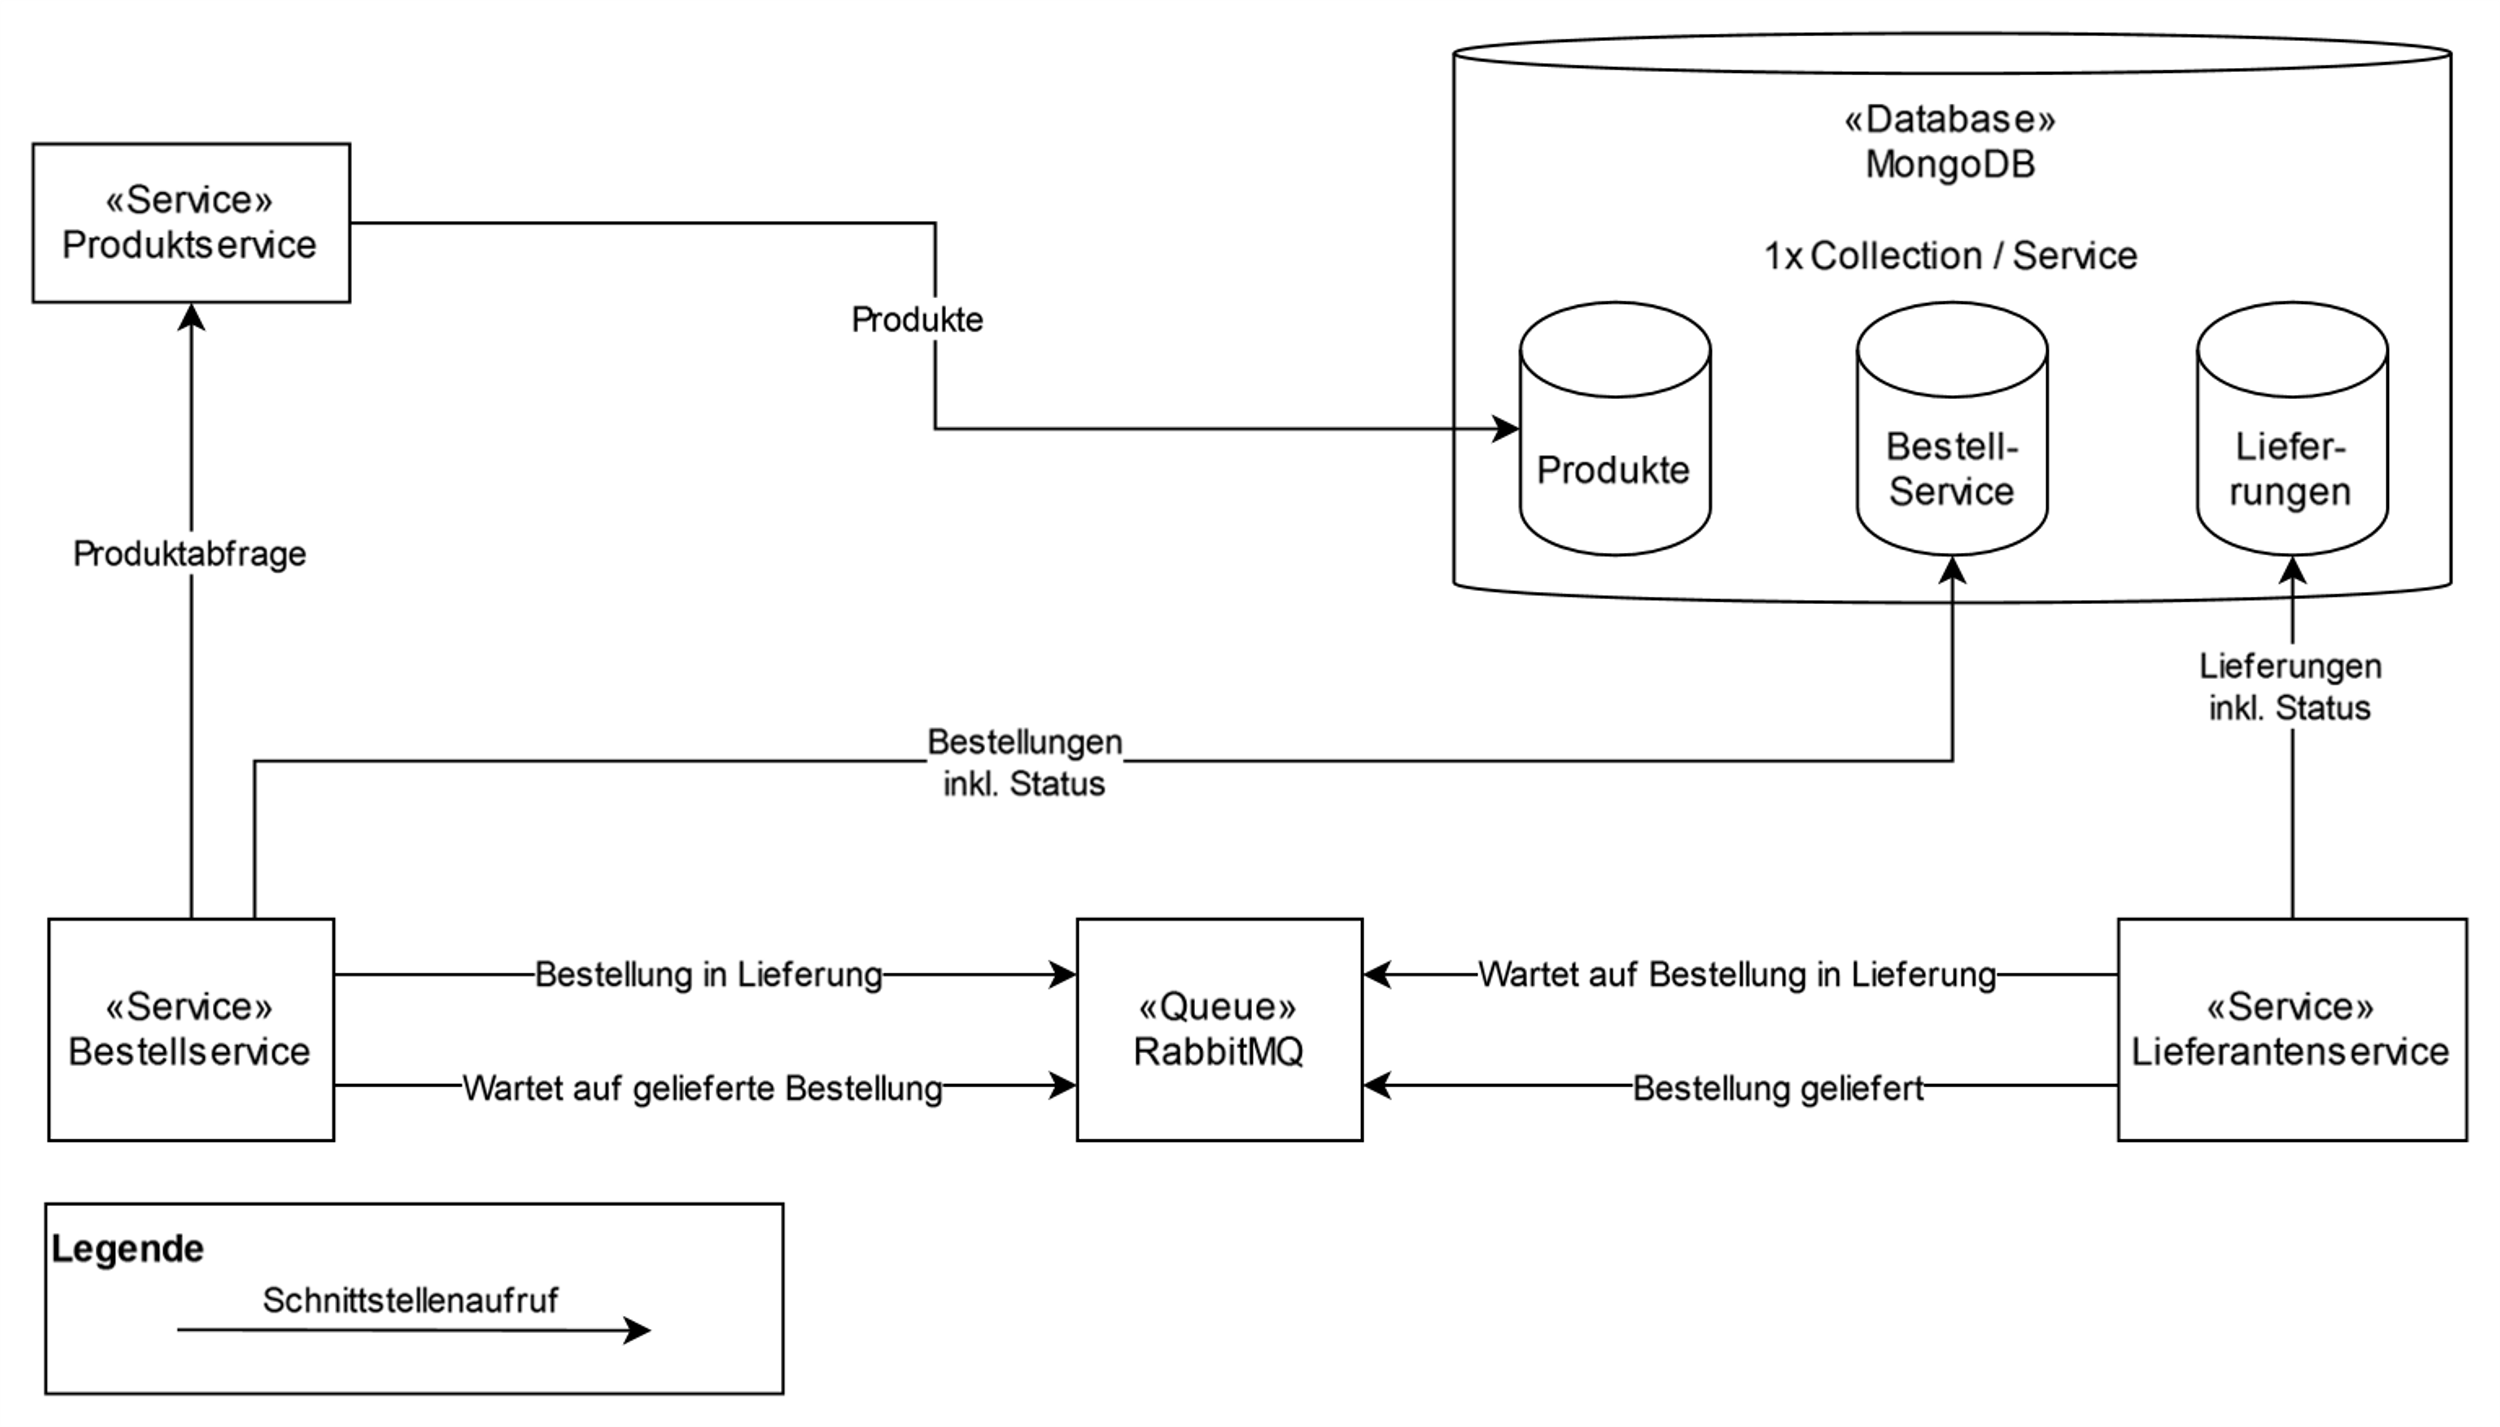 «Database»
MongoDB
1x Collection / Service
«Service»
Produktservice
Produkte
Produkte
Bestell-
Service
Liefer-
rungen
Produktabfrage
Lieferungen
inkl. Status
Bestellungen
inkl. Status
«Service»
Bestellservice
Bestellung in Lieferung
Wartet auf gelieferte Bestellung
«Queue»
RabbitMQ
Wartet auf Bestellung in Lieferung
Bestellung geliefert
«Service»
Lieferantenservice
Legende
Schnittstellenaufruf